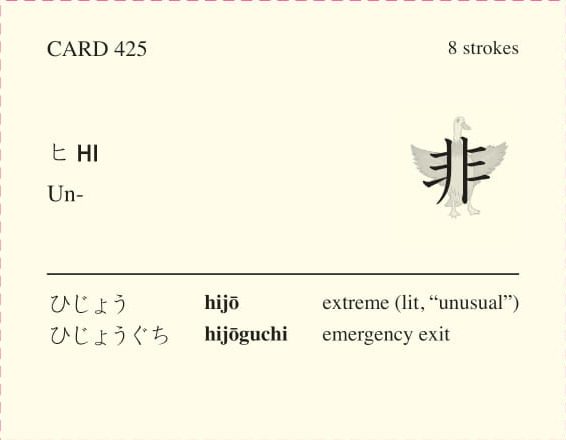 CARD 425
8 strokes
ヒ HI
非
Un-
ひじょう hijō extreme (lit, “unusual”)
ひじょうぐち hijōguchi emergency exit